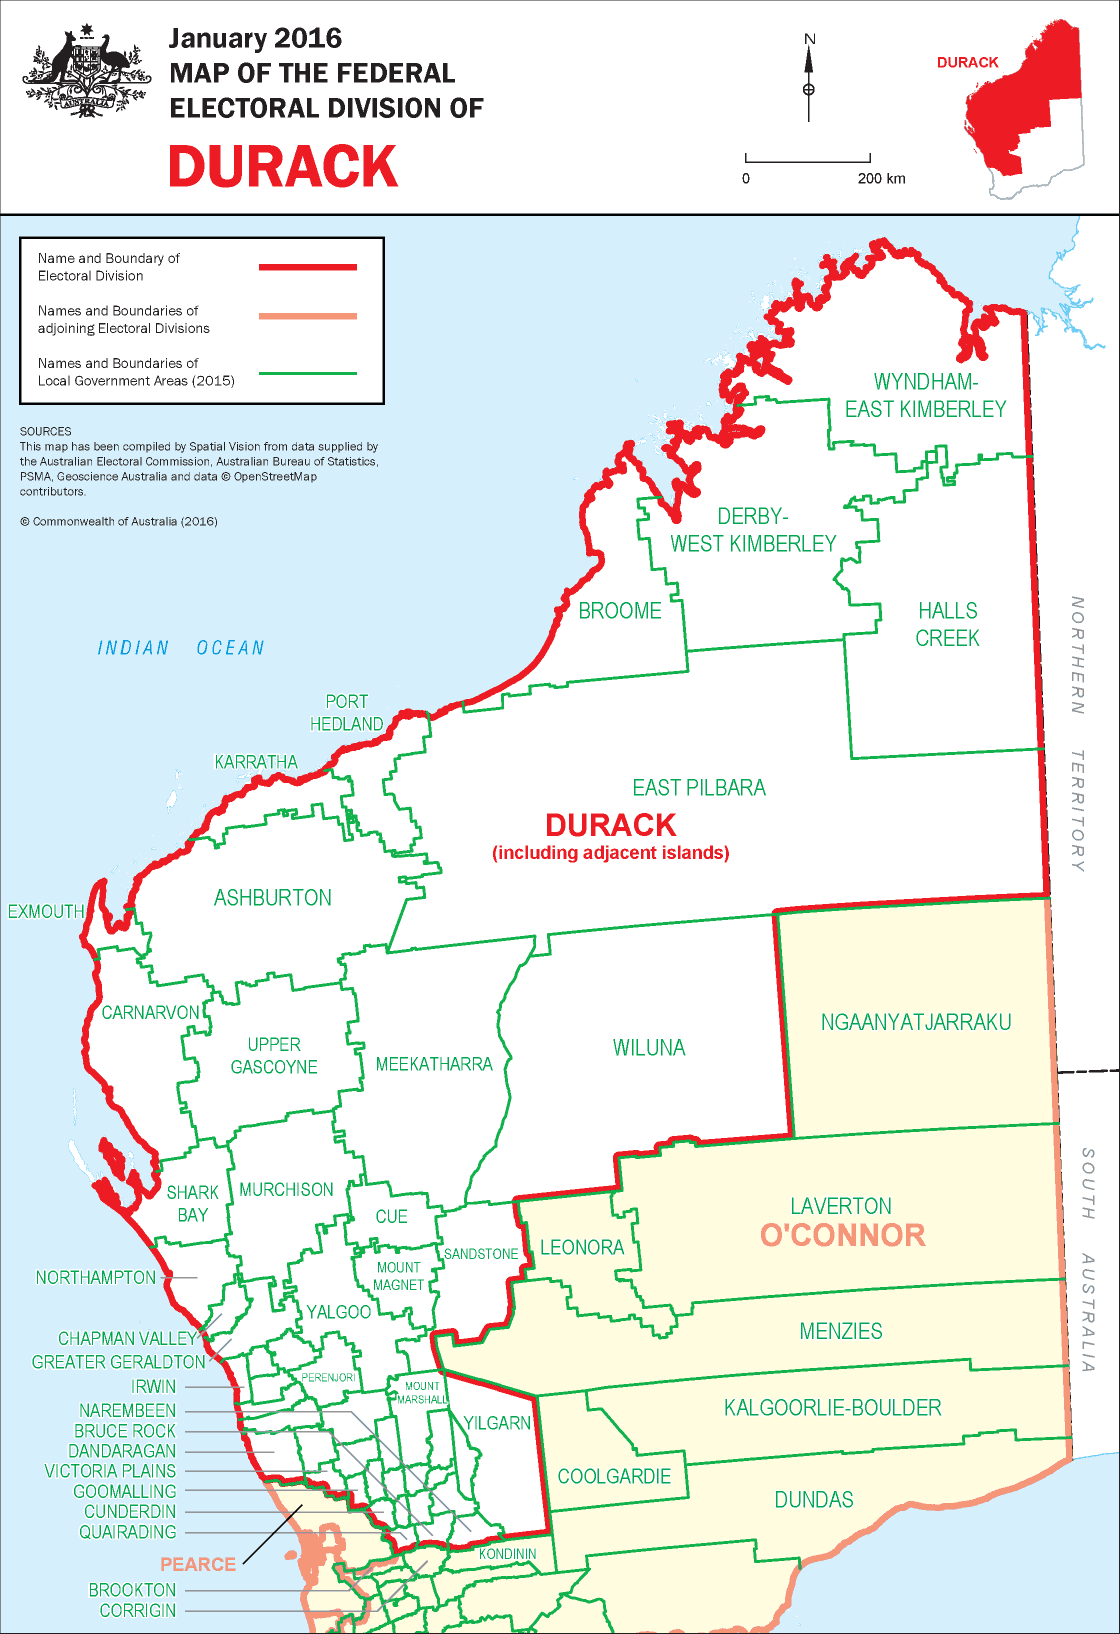 January 2016
MAP OF THE FEDERAL
ELECTORAL DIVISION OF
DURACK
AUSTRALIA
N
0
200 km
DURACK
Name and Boundary of
Electoral Division
Names and Boundaries of
adjoining Electoral Divisions
Names and Boundaries of
Local Government Areas (2015)
SOURCES
This map has been compiled by Spatial Vision from data supplied by
the Australian Electoral Commission, Australian Bureau of Statistics,
PSMA, Geoscience Australia and data © OpenStreetMap
contributors.
© Commonwealth of Australia (2016)
WYNDHAM-
EAST KIMBERLEY
DERBY-
WEST KIMBERLEY
BROOME
HALLS
CREEK
NORTHERN TERRITORY
INDIAN OCEAN
PORT
HEDLAND
KARRATHA
EAST PILBARA
DURACK
(including adjacent islands)
ASHBURTON
EXMOUTH
CARNARVON
UPPER
GASCOYNE
MEEKATHARRA
WILUNA
NGAANYATJARRAKU
SHARK
BAY
MURCHISON
CUE
SANDSTONE
LEONORA
LAVERTON
O'CONNOR
SOUTH AUSTRALIA
NORTHAMPTON
MOUNT
MAGNET
YALGOO
CHAPMAN VALLEY
GREATER GERALDTON
MENZIES
IRWIN
PERENJORI
MOUNT
MARSHALL
NAREMBEEN
BRUCE ROCK
DANDARAGAN
VICTORIA PLAINS
GOOMALLING
CUNDERDIN
QUAIRADING
YILGARN
KALGOORLIE-BOULDER
COOLGARDIE
DUNDAS
KONDININ
PEARCE
BROOKTON
CORRIGIN